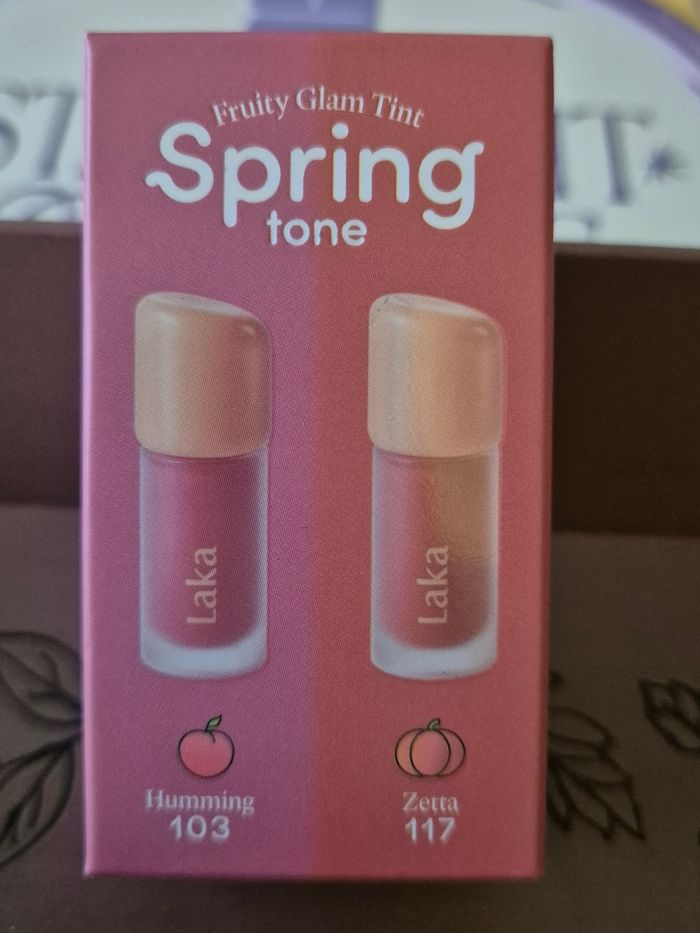 Fruity Glam Tint
Spring
tone
Laka
Laka
Humming
103
Zetta
117